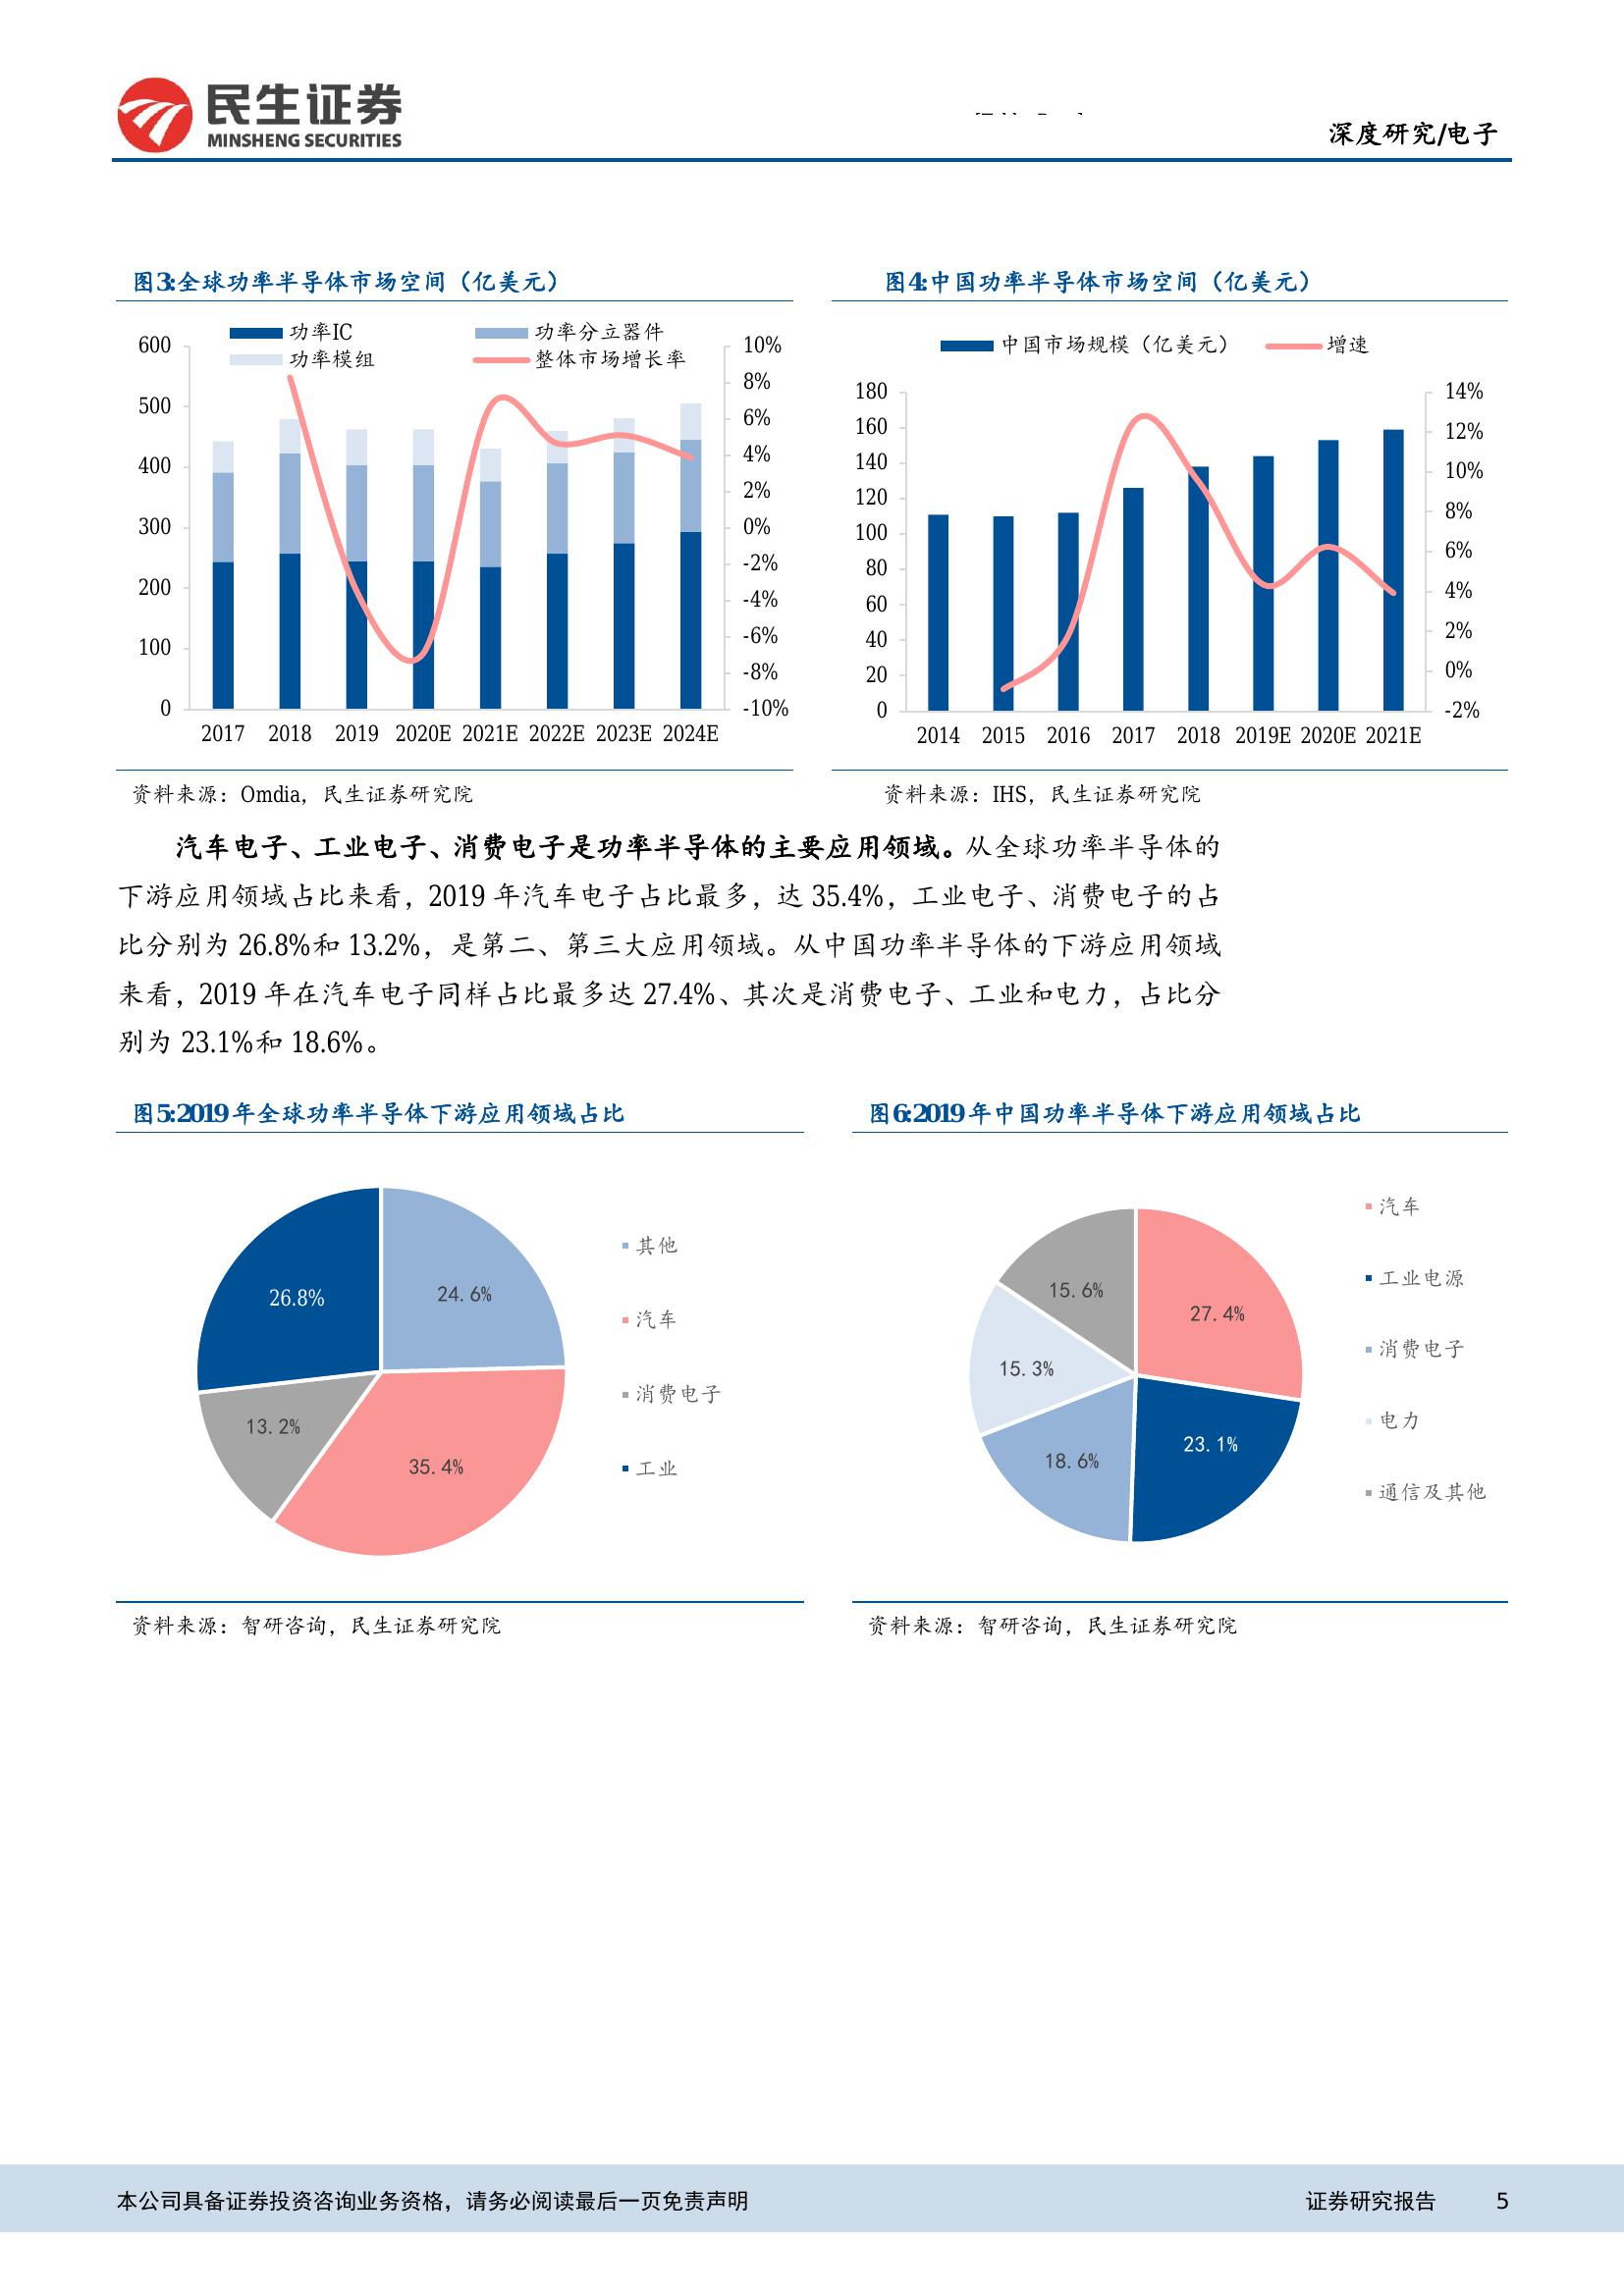 民生证券
MINSHENG SECURITIES
深度研究/电子
图3:全球功率半导体市场空间（亿美元）
功率IC
功率分立器件
功率模组
整体市场增长率
600
500
400
300
200
100
0
10%
8%
6%
4%
2%
0%
-2%
-4%
-6%
-8%
-10%
2017 2018 2019 2020E 2021E 2022E 2023E 2024E
资料来源：Omdia，民生证券研究院
图4:中国功率半导体市场空间（亿美元）
中国市场规模（亿美元） 增速
180
160
140
120
100
80
60
40
20
0
14%
12%
10%
8%
6%
4%
2%
0%
-2%
2014 2015 2016 2017 2018 2019E 2020E 2021E
资料来源：IHS，民生证券研究院
汽车电子、工业电子、消费电子是功率半导体的主要应用领域。从全球功率半导体的
下游应用领域占比来看，2019 年汽车电子占比最多，达 35.4%，工业电子、消费电子的占
比分别为 26.8%和 13.2%，是第二、第三大应用领域。从中国功率半导体的下游应用领域
来看，2019 年在汽车电子同样占比最多达 27.4%、其次是消费电子、工业和电力，占比分
别为 23.1%和 18.6%。
图5:2019年全球功率半导体下游应用领域占比
26.8%
24.6%
13.2%
35.4%
其他
汽车
消费电子
工业
资料来源：智研咨询，民生证券研究院
图6:2019年中国功率半导体下游应用领域占比
15.6%
27.4%
15.3%
23.1%
18.6%
汽车
工业电源
消费电子
电力
通信及其他
资料来源：智研咨询，民生证券研究院
本公司具备证券投资咨询业务资格，请务必阅读最后一页免责声明
证券研究报告 5